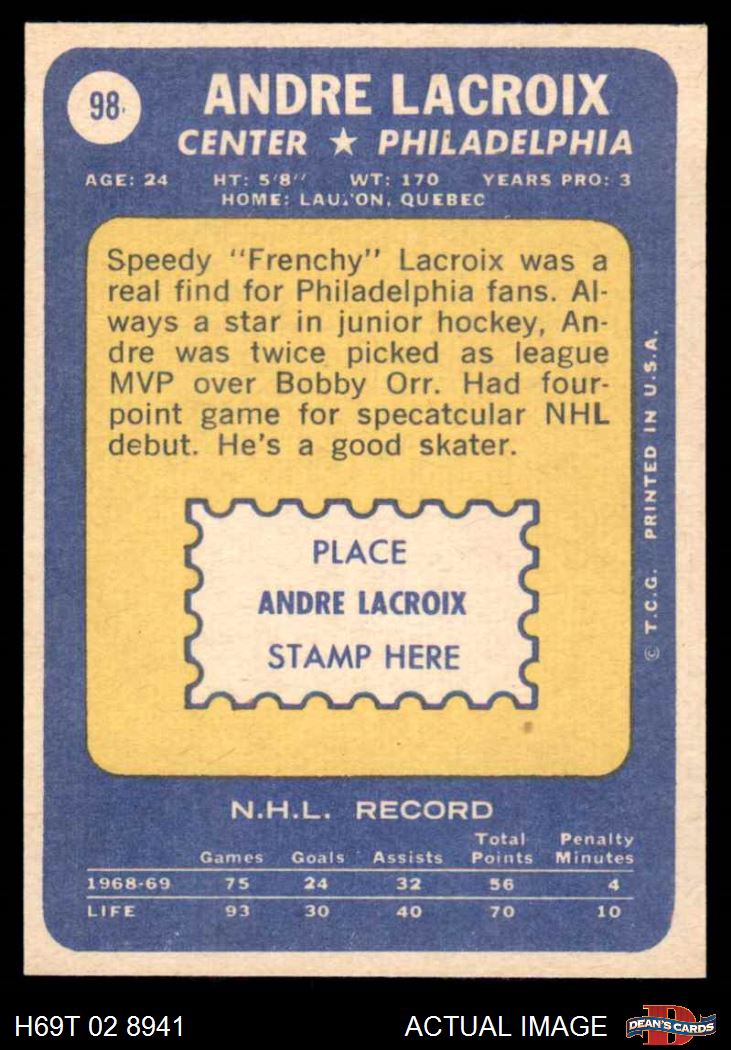 98
ANDRE LACROIX
CENTER ★ PHILADELPHIA
AGE: 24 HT: 5'8'' WT: 170 YEARS PRO: 3
HOME: LAUZON, QUEBEC
Speedy "Frenchy" Lacroix was a
real find for Philadelphia fans. Al-
ways a star in junior hockey, An-
dre was twice picked as league
MVP over Bobby Orr. Had four-
point game for specatcular NHL
debut. He's a good skater.
PLACE
ANDRE LACROIX
STAMP HERE
© T.C.G. PRINTED IN U.S.A.
N.H.L. RECORD
Games Goals Assists Total Points Penalty Minutes
1968-69 75 24 32 56 4
LIFE 93 30 40 70 10
H69T 02 8941 ACTUAL IMAGE
D
DEAN'S CARDS